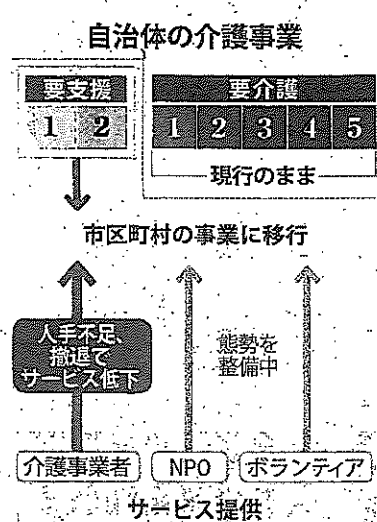 自治体の介護事業
要支援
要介護
1 2
1 2 3 4 5
現行のまま
市区町村の事業に移行
人手不足、
撤退で
サービス低下
態勢を
整備中
介護事業者
NPO
ボランティア
サービス提供